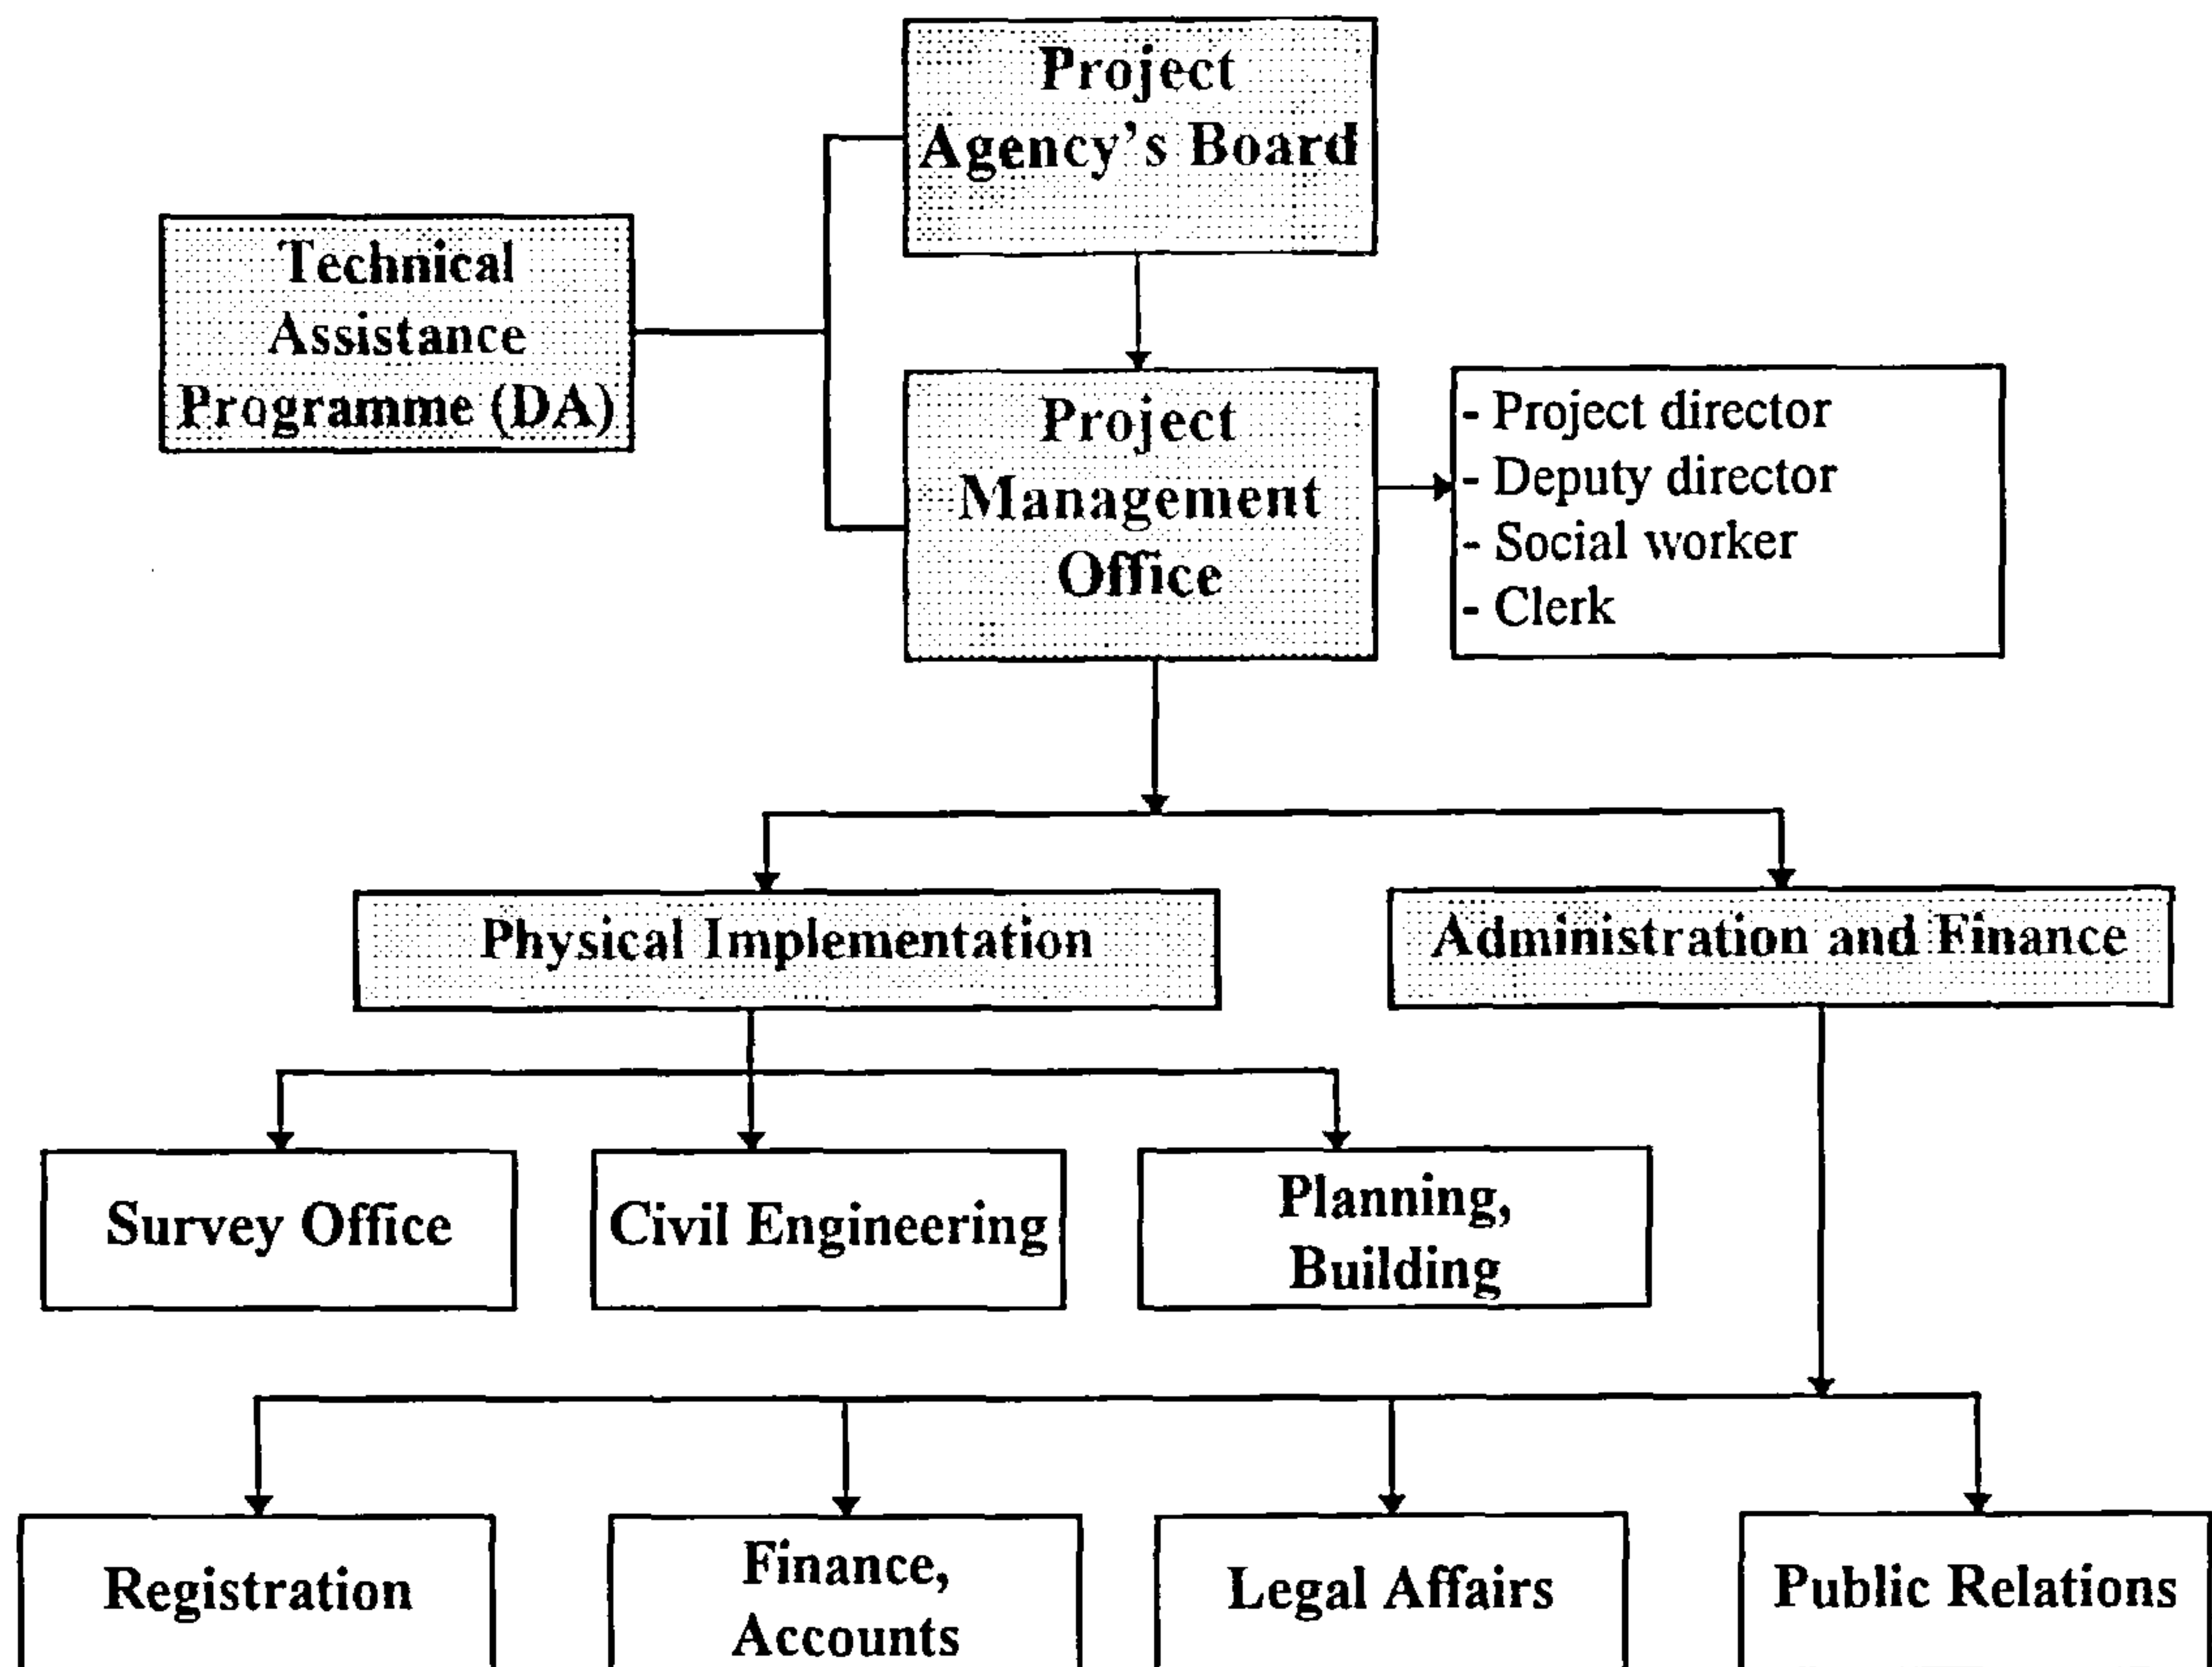 Project
Agency's Board
Technical
Assistance
Programme (DA)
Project
Management
Office
- Project director
- Deputy director
- Social worker
- Clerk
Physical Implementation
Administration and Finance
Survey Office
Civil Engineering
Planning,
Building
Registration
Finance,
Accounts
Legal Affairs
Public Relations